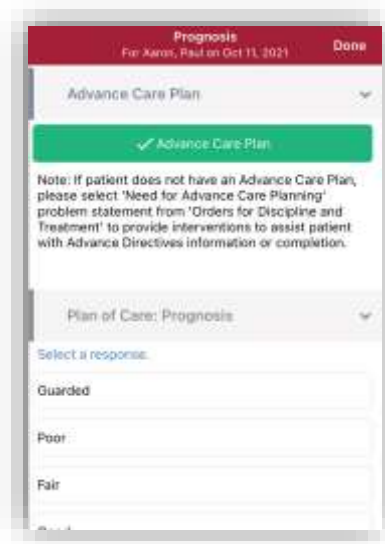 Prognosis
For Aaron, Paul on Oct 11, 2021
Done
Advance Care Plan
✓ Advance Care Plan
Note: If patient does not have an Advance Care Plan,
please select 'Need for Advance Care Planning'
problem statement from 'Orders for Discipline and
Treatment' to provide interventions to assist patient
with Advance Directives information or completion.
Plan of Care: Prognosis
Select a response.
Guarded
Poor
Fair